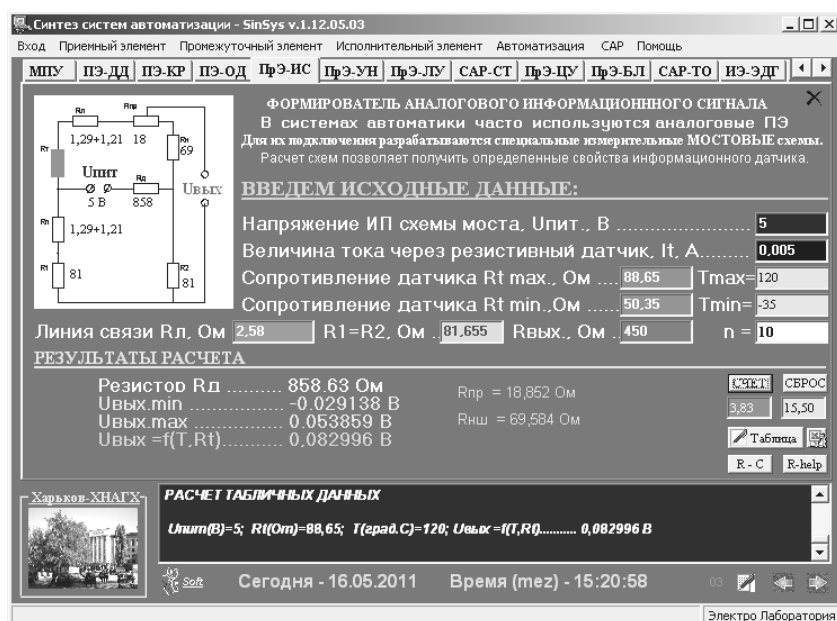 Синтез систем автоматизации - SinSys v.1.12.05.03
Вход Приемный элемент Промежуточный элемент Исполнительный элемент Автоматизация САР Помощь
МПУ ПЭ-ДД ПЭ-КР ПЭ-ОД ПрЭ-ИС ПрЭ-УН ПрЭ-ЛУ САР-СТ ПрЭ-ЦУ ПрЭ-БЛ САР-ТО ИЭ-ЭДГ
ФОРМИРОВАТЕЛЬ АНАЛОГОВОГО ИНФОРМАЦИОНННОГО СИГНАЛА
В системах автоматики часто используются аналоговые ПЭ
Для их подключения разрабатываются специальные измерительные МОСТОВЫЕ схемы.
Расчет схем позволяет получить определенные свойства информационного датчика.
Rл Rпр
1,29+1,21 18
Rт
Rн
69
Uпит
Rд
Uвых
5 В 858
Rл
1,29+1,21
R1
81
R2
81
ВВЕДЕМ ИСХОДНЫЕ ДАННЫЕ:
Напряжение ИП схемы моста, Uпит., В ........................ 5
Величина тока через резистивный датчик, It, А......... 0,005
Сопротивление датчика Rt max., Ом .... 88,65 Tmax= 120
Сопротивление датчика Rt min.,Ом ...... 50,35 Tmin= -35
Линия связи Rл, Ом 2,58 R1=R2, Ом .. 81,655 Rвых., Ом . 450 n = 10
РЕЗУЛЬТАТЫ РАСЧЕТА
Резистор Rд .......... 858.63 Ом
Uвых.min ................... -0.029138 В
Uвых.max .................. 0.053859 В
Uвых =f(T,Rt)............ 0,082996 В
Rпр = 18,852 Ом
Rнш = 69,584 Ом
СЧЕТ СБРОС
3,83 15,50
Таблица
R - C R-help
Харьков-ХНАГХ
РАСЧЕТ ТАБЛИЧНЫХ ДАННЫХ
Uпит(В)=5; Rt(Om)=88,65; T(град.С)=120; Uвых =f(T,Rt).......... 0,082996 В
Soft
Сегодня - 16.05.2011 Время (mez) - 15:20:58 03
Электро Лаборатория